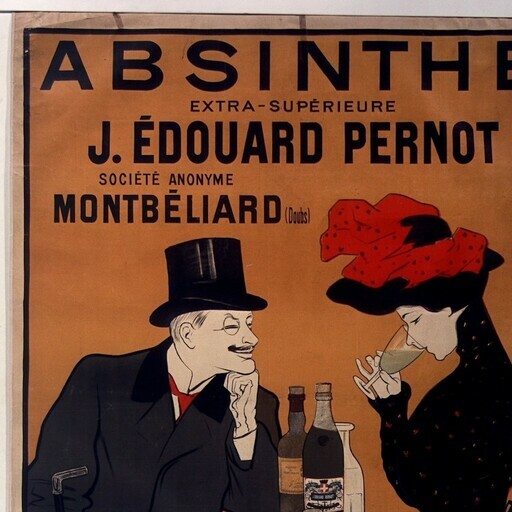 ABSINTHE
EXTRA-SUPÉRIEURE
J. ÉDOUARD PERNOT
SOCIÉTÉ ANONYME
MONTBÉLIARD (Doubs)